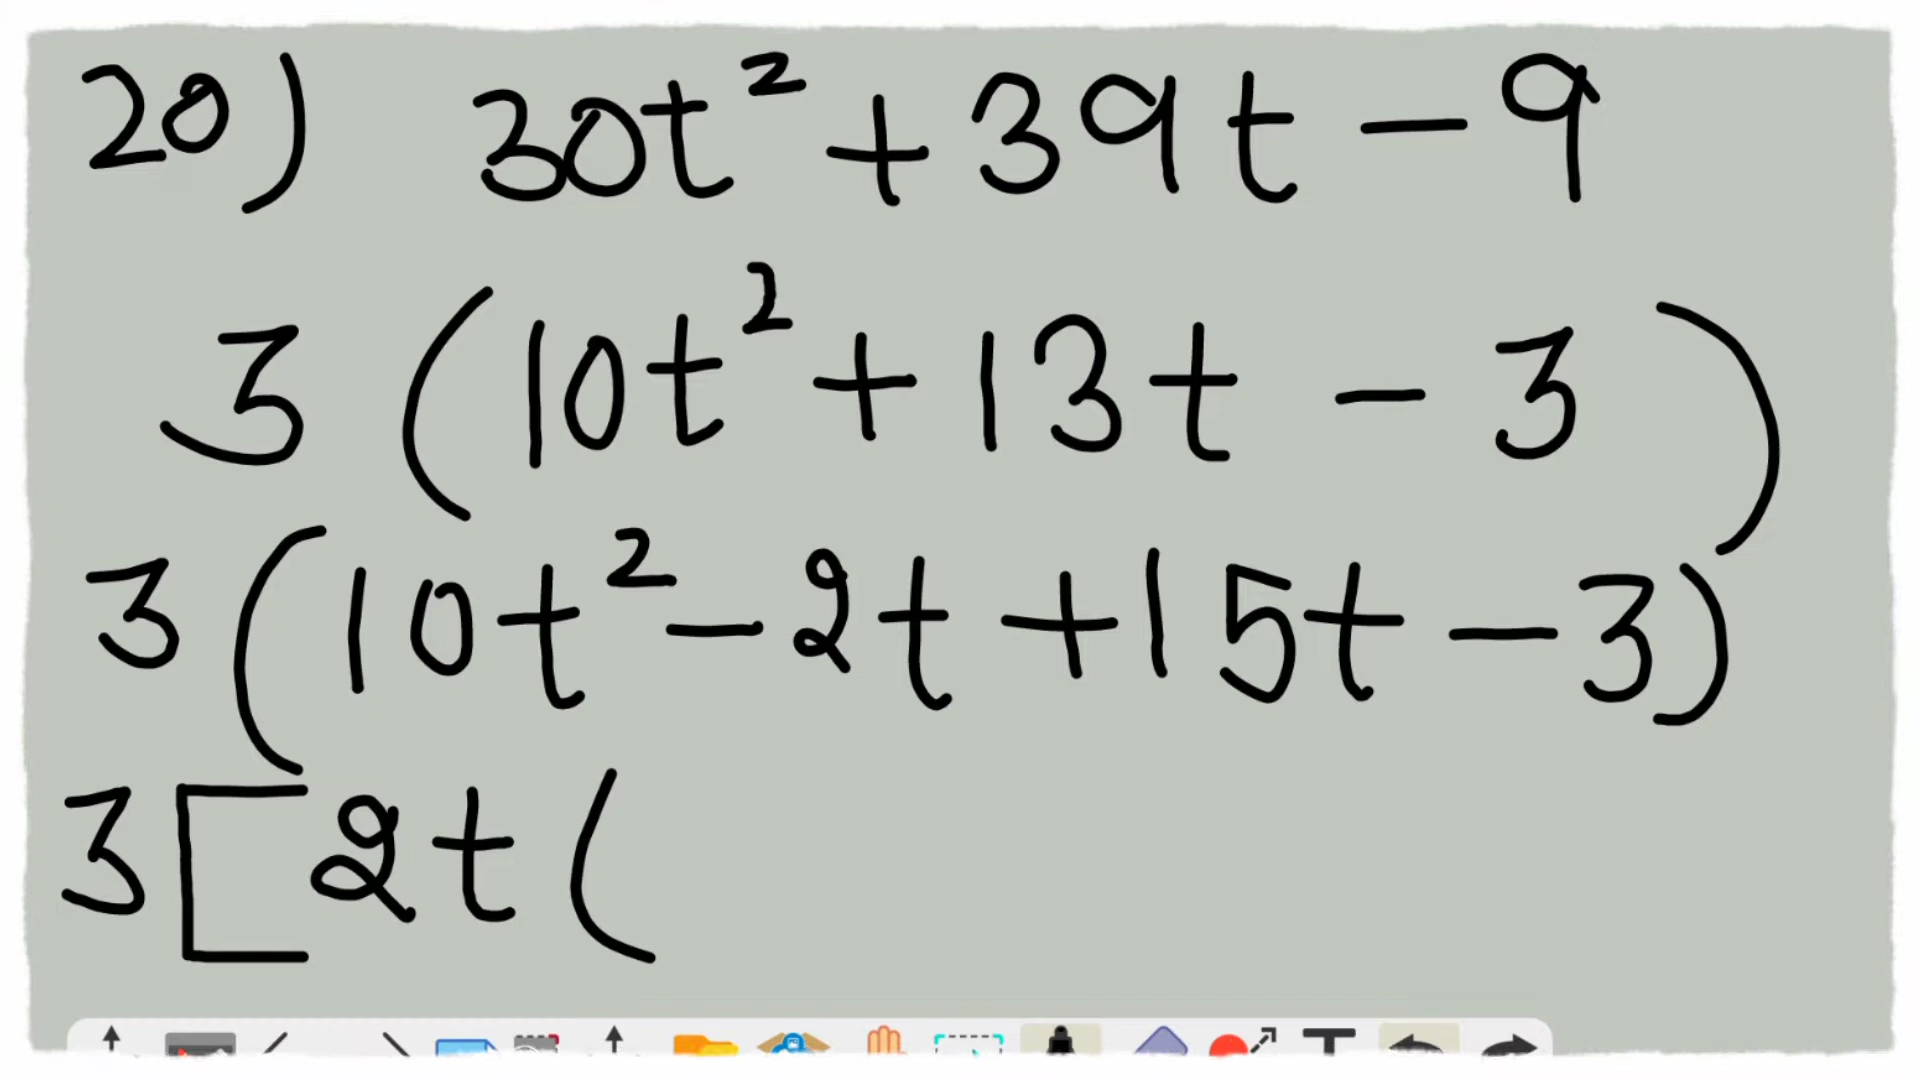 20) 30t² + 39t - 9
3 (10t² + 13t - 3)
3 (10t² - 2t + 15t - 3)
3 [2t (